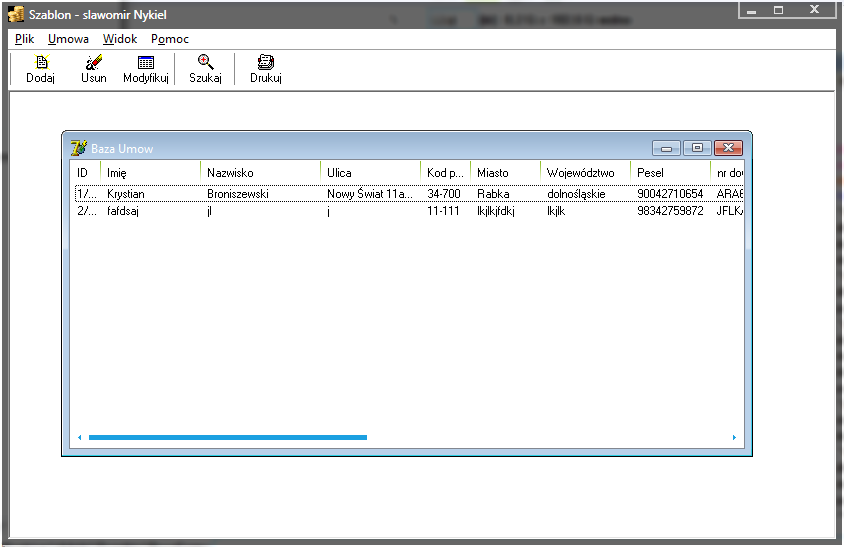 Szablon - slawomir Nykiel
Plik Umowa Widok Pomoc
Dodaj Usun Modyfikuj Szukaj Drukuj
Baza Umow
ID Imię Nazwisko Ulica Kod p... Miasto Województwo Pesel nr do
1/... Krystian Broniszewski Nowy Świat 11a... 34-700 Rabka dolnośląskie 90042710654 ARA6
2/... fafdsaj jl j 11-111 lkjlkjfdkj lkjlk 98342759872 JFLK